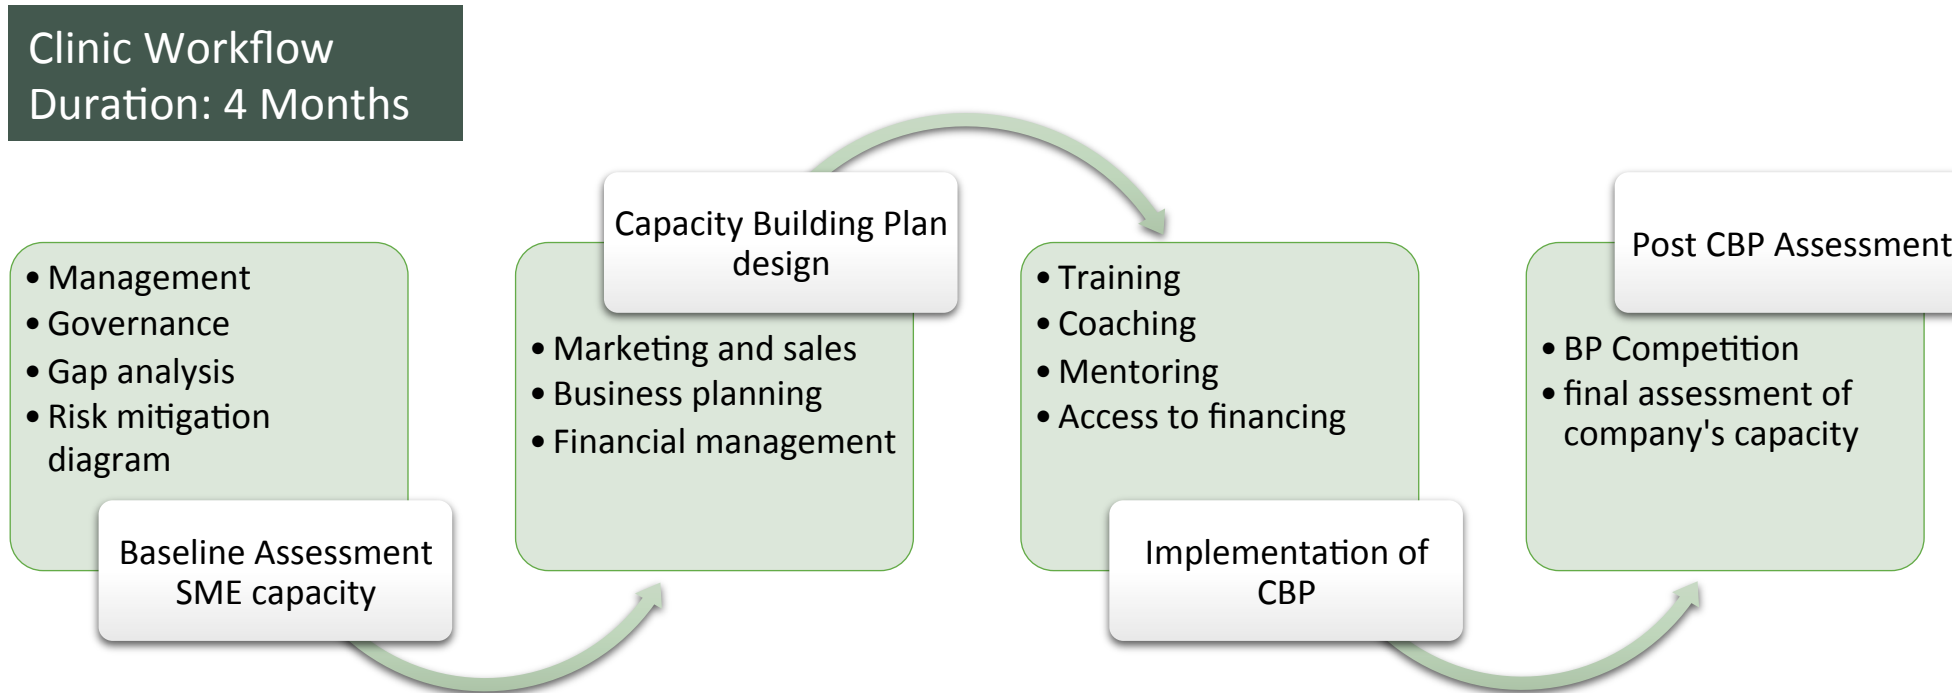 Clinic Workflow
Duration: 4 Months
• Management
• Governance
• Gap analysis
• Risk mitigation
diagram
Baseline Assessment
SME capacity
Capacity Building Plan
design
• Marketing and sales
• Business planning
• Financial management
• Training
• Coaching
• Mentoring
• Access to financing
Implementation of
CBP
Post CBP Assessment
• BP Competition
• final assessment of
company's capacity